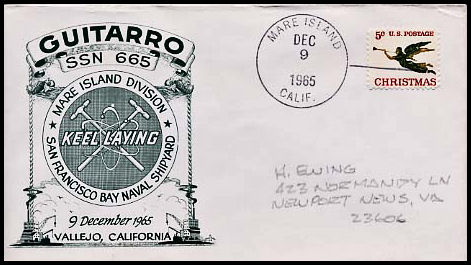 GUITARRO
SSN 665
MARE ISLAND DIVISION
KEEL LAYING
SAN FRANCISCO BAY NAVAL SHIPYARD
9 December 1965
VALLEJO, CALIFORNIA
MARE ISLAND
DEC
9
1965
CALIF.
5¢ U.S. POSTAGE
CHRISTMAS
H. EWING
423 NORMANDY LN
NEWPORT NEWS, VA
23606